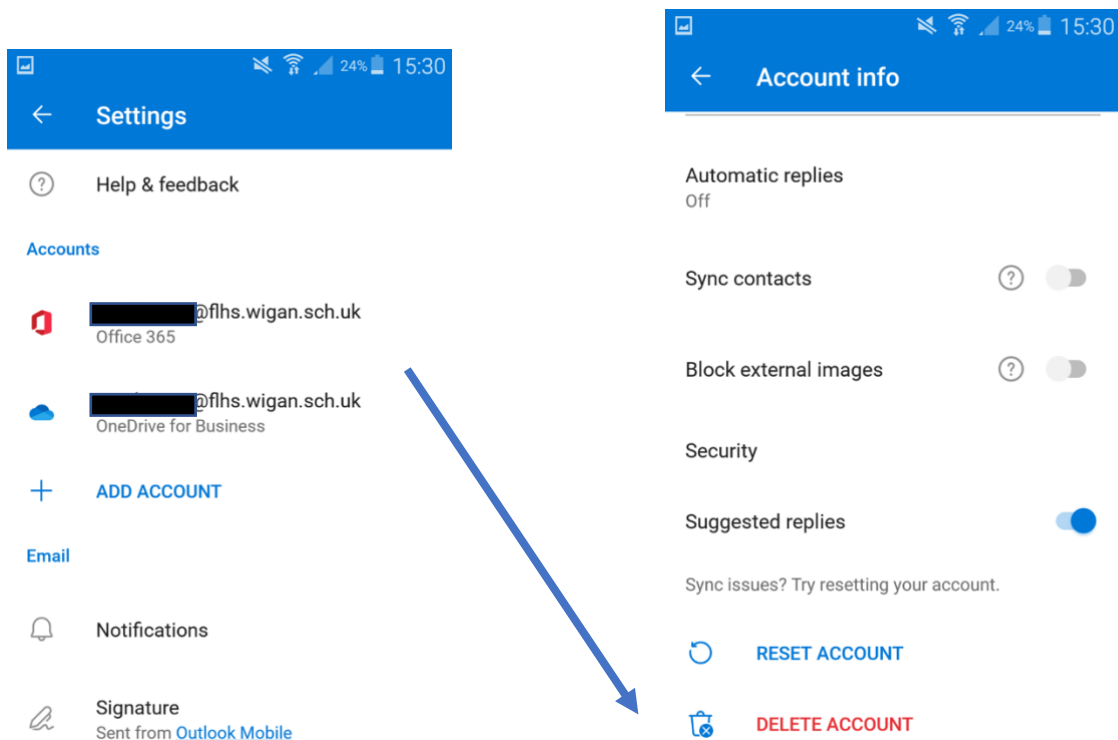 24% 15:30
Settings
Help & feedback
Accounts
@flhs.wigan.sch.uk
Office 365
@flhs.wigan.sch.uk
OneDrive for Business
ADD ACCOUNT
Email
Notifications
Signature
Sent from Outlook Mobile
24% 15:30
Account info
Automatic replies
Off
Sync contacts
Block external images
Security
Suggested replies
Sync issues? Try resetting your account.
RESET ACCOUNT
DELETE ACCOUNT